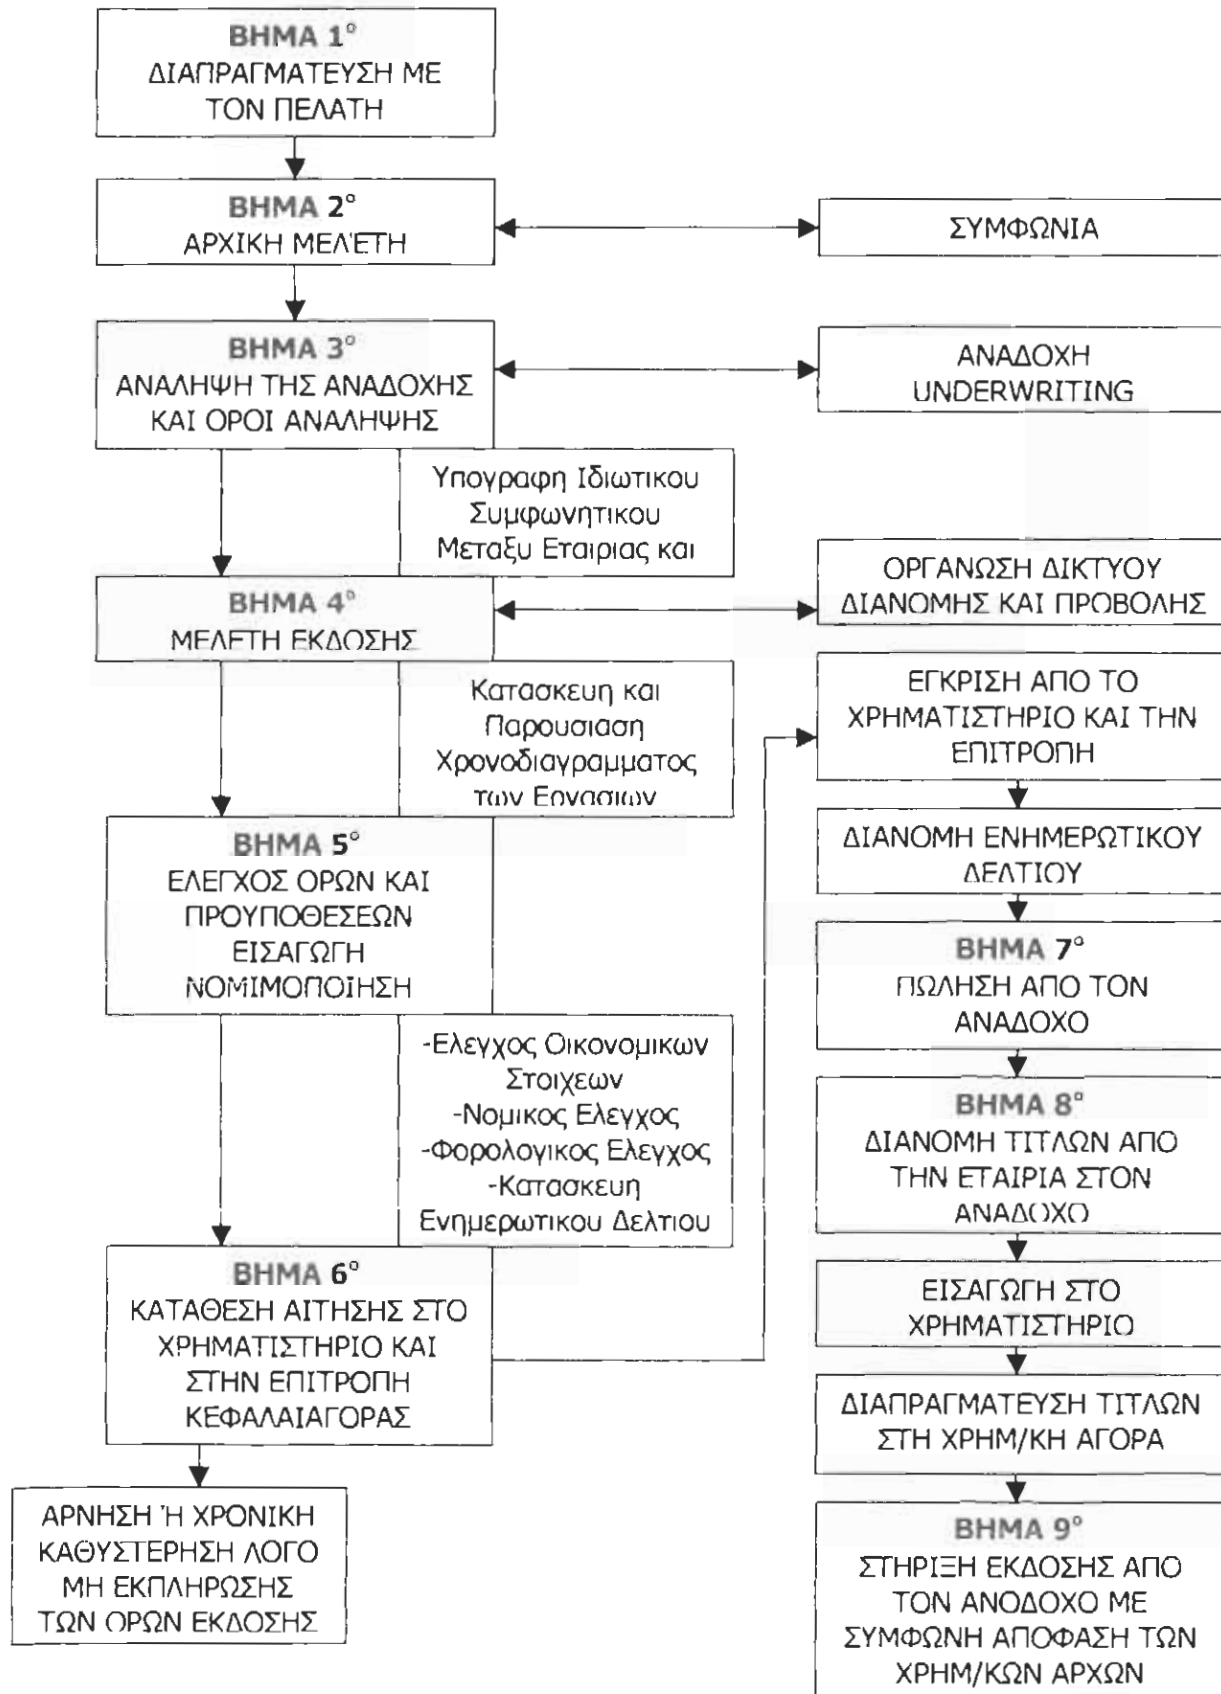 ΒΗΜΑ 1°
ΔΙΑΠΡΑΓΜΑΤΕΥΣΗ ΜΕ
ΤΟΝ ΠΕΛΑΤΗ
ΒΗΜΑ 2°
ΑΡΧΙΚΗ ΜΕΛΕΤΗ
ΣΥΜΦΩΝΙΑ
ΒΗΜΑ 3°
ΑΝΑΛΗΨΗ ΤΗΣ ΑΝΑΔΟΧΗΣ
ΚΑΙ ΟΡΟΙ ΑΝΑΛΗΨΗΣ
ΑΝΑΔΟΧΗ
UNDERWRITING
Υπογραφη Ιδιωτικου
Συμφωνητικου
Μεταξυ Εταιριας και
ΒΗΜΑ 4°
ΜΕΛΕΤΗ ΕΚΔΟΣΗΣ
ΟΡΓΑΝΩΣΗ ΔΙΚΤΥΟΥ
ΔΙΑΝΟΜΗΣ ΚΑΙ ΠΡΟΒΟΛΗΣ
Κατασκευη και
Παρουσιαση
Χρονοδιαγραμματος
των Εργασιων
ΒΗΜΑ 5°
ΕΛΕΓΧΟΣ ΟΡΩΝ ΚΑΙ
ΠΡΟΥΠΟΘΕΣΕΩΝ
ΕΙΣΑΓΩΓΗ
ΝΟΜΙΜΟΠΟΙΗΣΗ
-Ελεγχος Οικονομικων
Στοιχεων
-Νομικος Ελεγχος
-Φορολογικος Ελεγχος
-Κατασκευη
Ενημερωτικου Δελτιου
ΒΗΜΑ 6°
ΚΑΤΑΘΕΣΗ ΑΙΤΗΣΗΣ ΣΤΟ
ΧΡΗΜΑΤΙΣΤΗΡΙΟ ΚΑΙ
ΣΤΗΝ ΕΠΙΤΡΟΠΗ
ΚΕΦΑΛΑΙΑΓΟΡΑΣ
ΑΡΝΗΣΗ Ή ΧΡΟΝΙΚΗ
ΚΑΘΥΣΤΕΡΗΣΗ ΛΟΓΟ
ΜΗ ΕΚΠΛΗΡΩΣΗΣ
ΤΩΝ ΟΡΩΝ ΕΚΔΟΣΗΣ
ΕΓΚΡΙΣΗ ΑΠΟ ΤΟ
ΧΡΗΜΑΤΙΣΤΗΡΙΟ ΚΑΙ ΤΗΝ
ΕΠΙΤΡΟΠΗ
ΔΙΑΝΟΜΗ ΕΝΗΜΕΡΩΤΙΚΟΥ
ΔΕΛΤΙΟΥ
ΒΗΜΑ 7°
ΠΩΛΗΣΗ ΑΠΟ ΤΟΝ
ΑΝΑΔΟΧΟ
ΒΗΜΑ 8°
ΔΙΑΝΟΜΗ ΤΙΤΛΩΝ ΑΠΟ
ΤΗΝ ΕΤΑΙΡΙΑ ΣΤΟΝ
ΑΝΑΔΟΧΟ
ΕΙΣΑΓΩΓΗ ΣΤΟ
ΧΡΗΜΑΤΙΣΤΗΡΙΟ
ΔΙΑΠΡΑΓΜΑΤΕΥΣΗ ΤΙΤΛΩΝ
ΣΤΗ ΧΡΗΜ/ΚΗ ΑΓΟΡΑ
ΒΗΜΑ 9°
ΣΤΗΡΙΞΗ ΕΚΔΟΣΗΣ ΑΠΟ
ΤΟΝ ΑΝΟΔΟΧΟ ΜΕ
ΣΥΜΦΩΝΗ ΑΠΟΦΑΣΗ ΤΩΝ
ΧΡΗΜ/ΚΩΝ ΑΡΧΩΝ